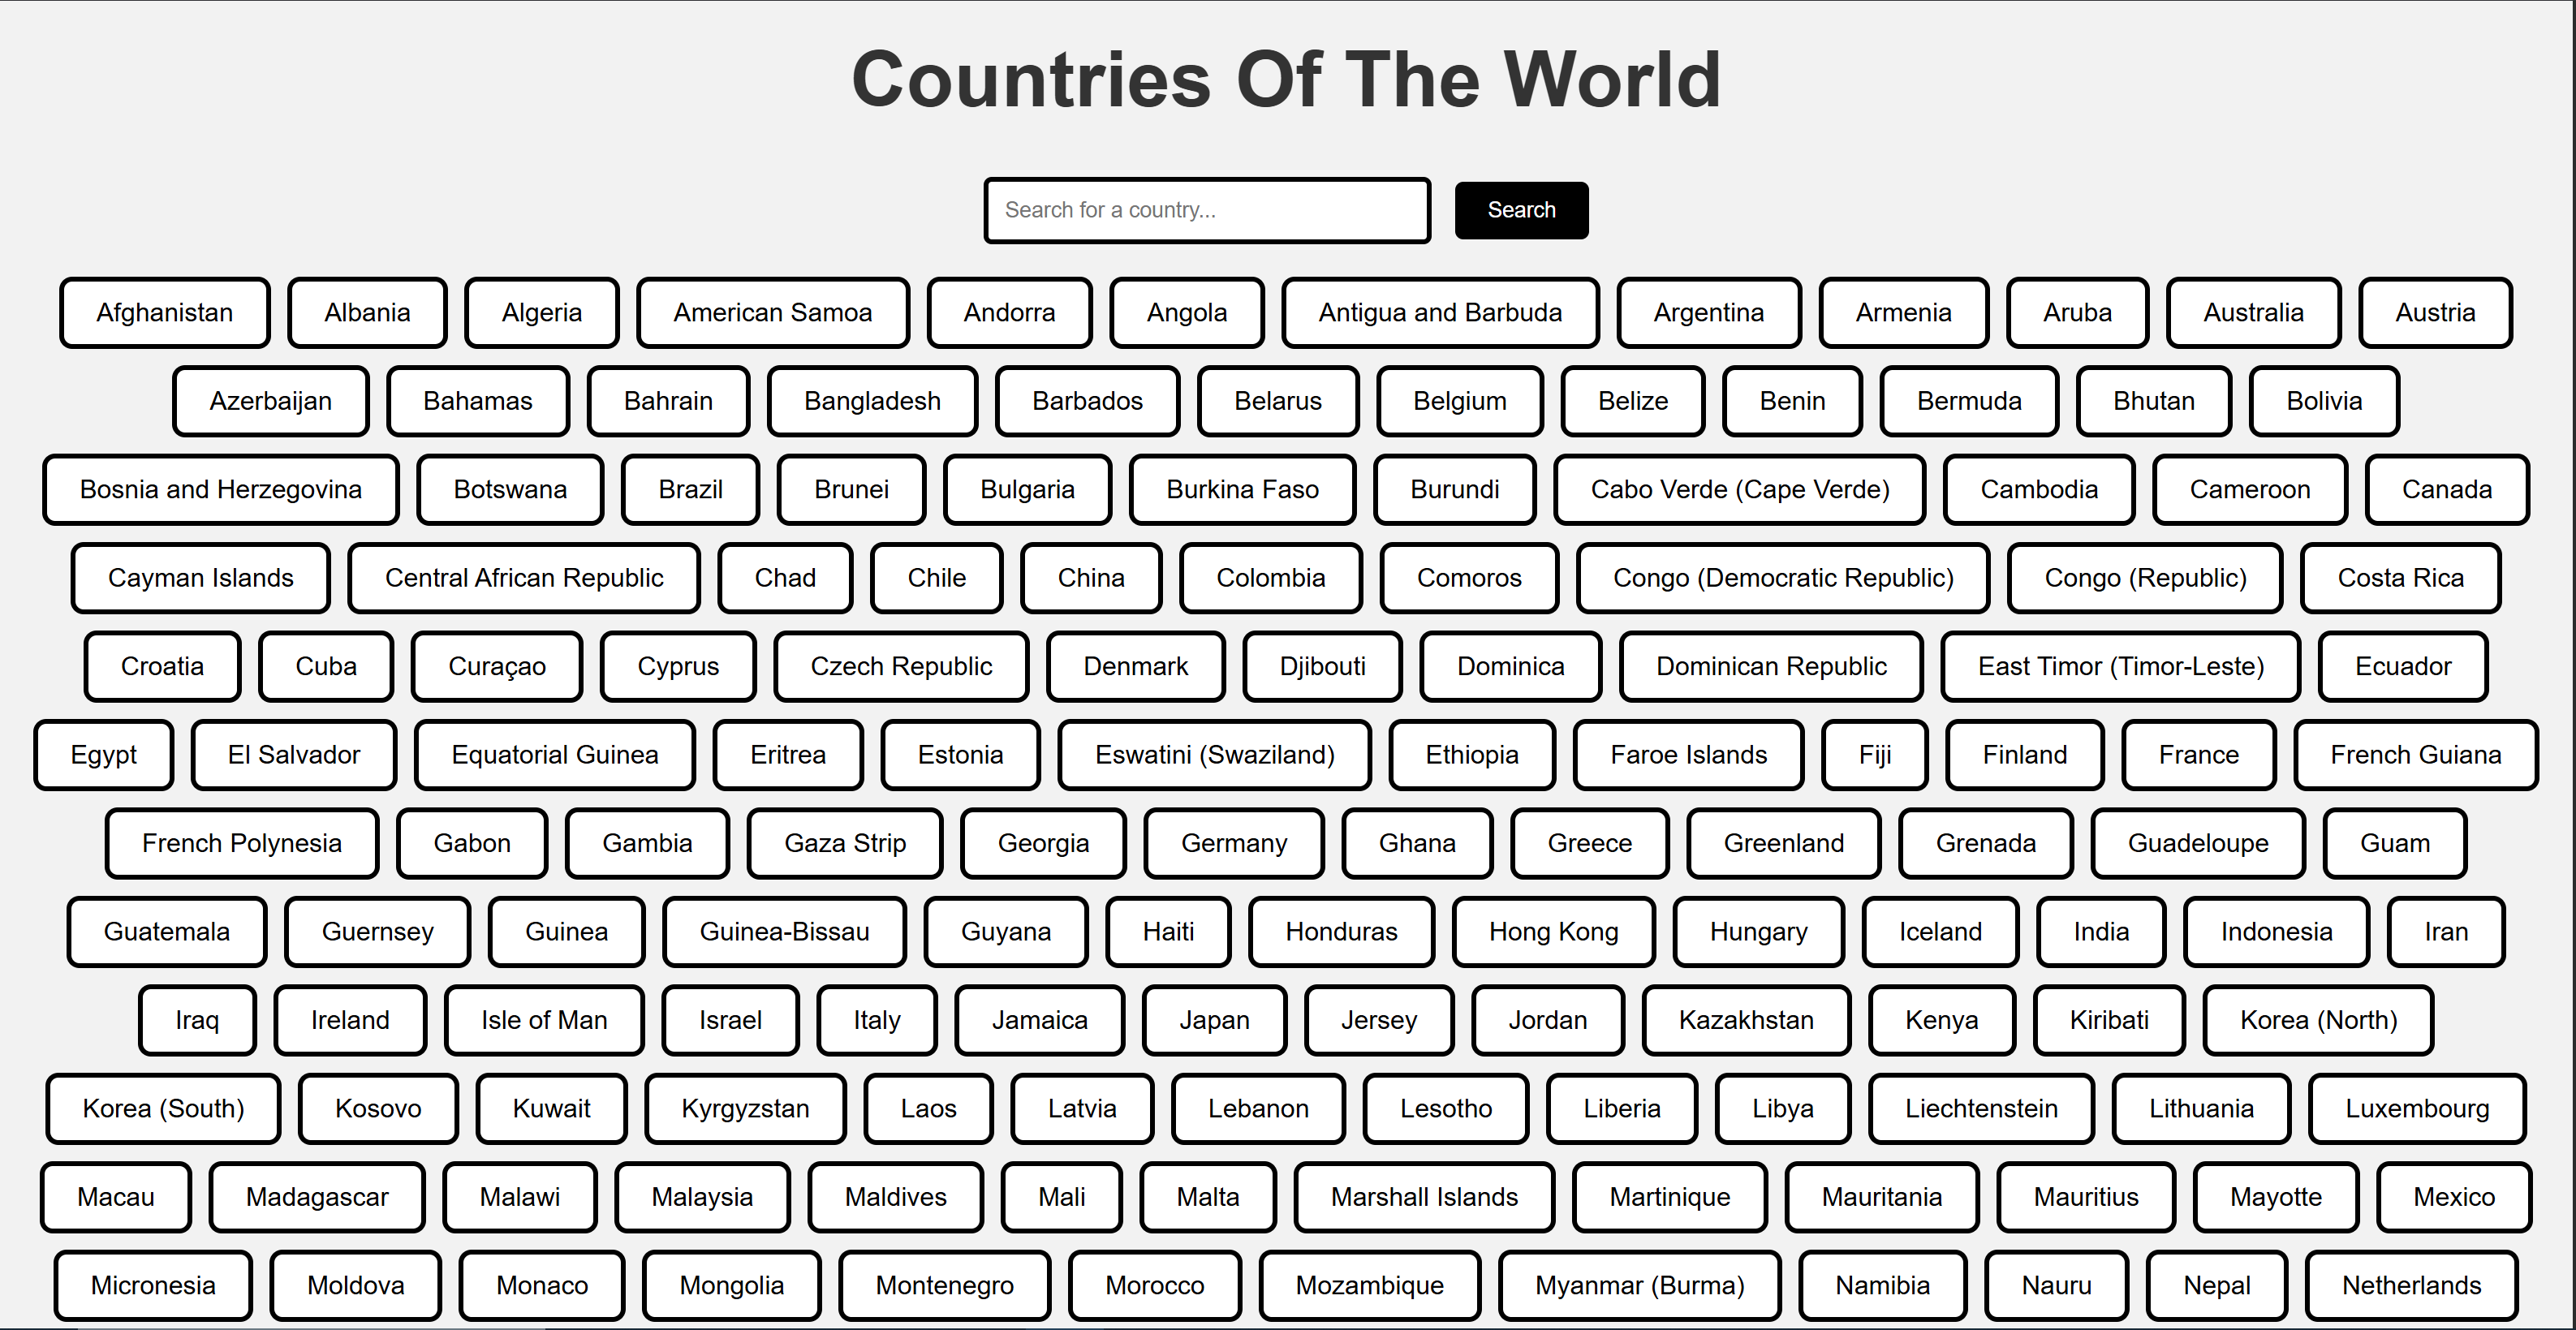 Countries Of The World
Search for a country... Search
Afghanistan Albania Algeria American Samoa Andorra Angola Antigua and Barbuda Argentina Armenia Aruba Australia Austria
Azerbaijan Bahamas Bahrain Bangladesh Barbados Belarus Belgium Belize Benin Bermuda Bhutan Bolivia
Bosnia and Herzegovina Botswana Brazil Brunei Bulgaria Burkina Faso Burundi Cabo Verde (Cape Verde) Cambodia Cameroon Canada
Cayman Islands Central African Republic Chad Chile China Colombia Comoros Congo (Democratic Republic) Congo (Republic) Costa Rica
Croatia Cuba Curaçao Cyprus Czech Republic Denmark Djibouti Dominica Dominican Republic East Timor (Timor-Leste) Ecuador
Egypt El Salvador Equatorial Guinea Eritrea Estonia Eswatini (Swaziland) Ethiopia Faroe Islands Fiji Finland France French Guiana
French Polynesia Gabon Gambia Gaza Strip Georgia Germany Ghana Greece Greenland Grenada Guadeloupe Guam
Guatemala Guernsey Guinea Guinea-Bissau Guyana Haiti Honduras Hong Kong Hungary Iceland India Indonesia Iran
Iraq Ireland Isle of Man Israel Italy Jamaica Japan Jersey Jordan Kazakhstan Kenya Kiribati Korea (North)
Korea (South) Kosovo Kuwait Kyrgyzstan Laos Latvia Lebanon Lesotho Liberia Libya Liechtenstein Lithuania Luxembourg
Macau Madagascar Malawi Malaysia Maldives Mali Malta Marshall Islands Martinique Mauritania Mauritius Mayotte Mexico
Micronesia Moldova Monaco Mongolia Montenegro Morocco Mozambique Myanmar (Burma) Namibia Nauru Nepal Netherlands